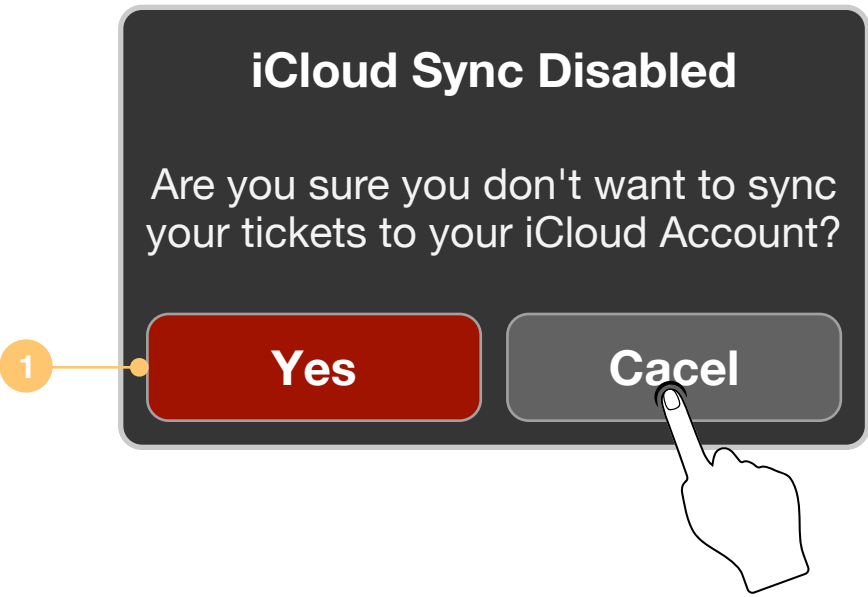 iCloud Sync Disabled
Are you sure you don't want to sync
your tickets to your iCloud Account?
1
Yes
Cacel